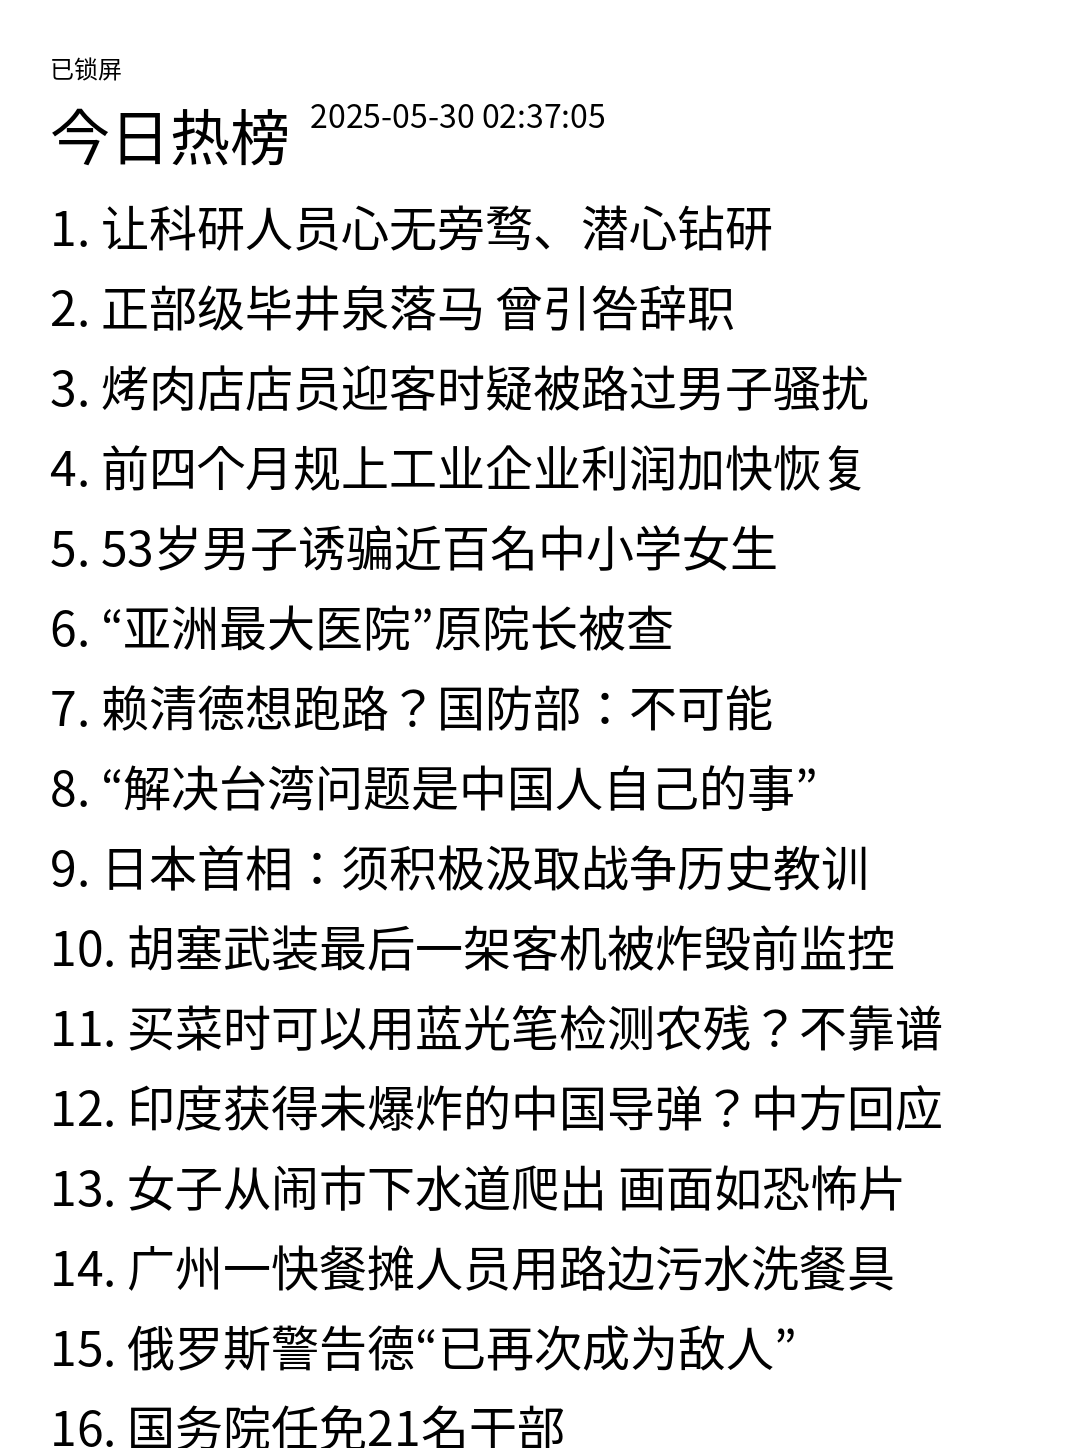 已锁屏
今日热榜 2025-05-30 02:37:05
1. 让科研人员心无旁骛、潜心钻研
2. 正部级毕井泉落马 曾引咎辞职
3. 烤肉店店员迎客时疑被路过男子骚扰
4. 前四个月规上工业企业利润加快恢复
5. 53岁男子诱骗近百名中小学女生
6. “亚洲最大医院”原院长被查
7. 赖清德想跑路？国防部：不可能
8. “解决台湾问题是中国人自己的事”
9. 日本首相：须积极汲取战争历史教训
10. 胡塞武装最后一架客机被炸毁前监控
11. 买菜时可以用蓝光笔检测农残？不靠谱
12. 印度获得未爆炸的中国导弹？中方回应
13. 女子从闹市下水道爬出 画面如恐怖片
14. 广州一快餐摊人员用路边污水洗餐具
15. 俄罗斯警告德“已再次成为敌人”
16. 国务院任免21名干部